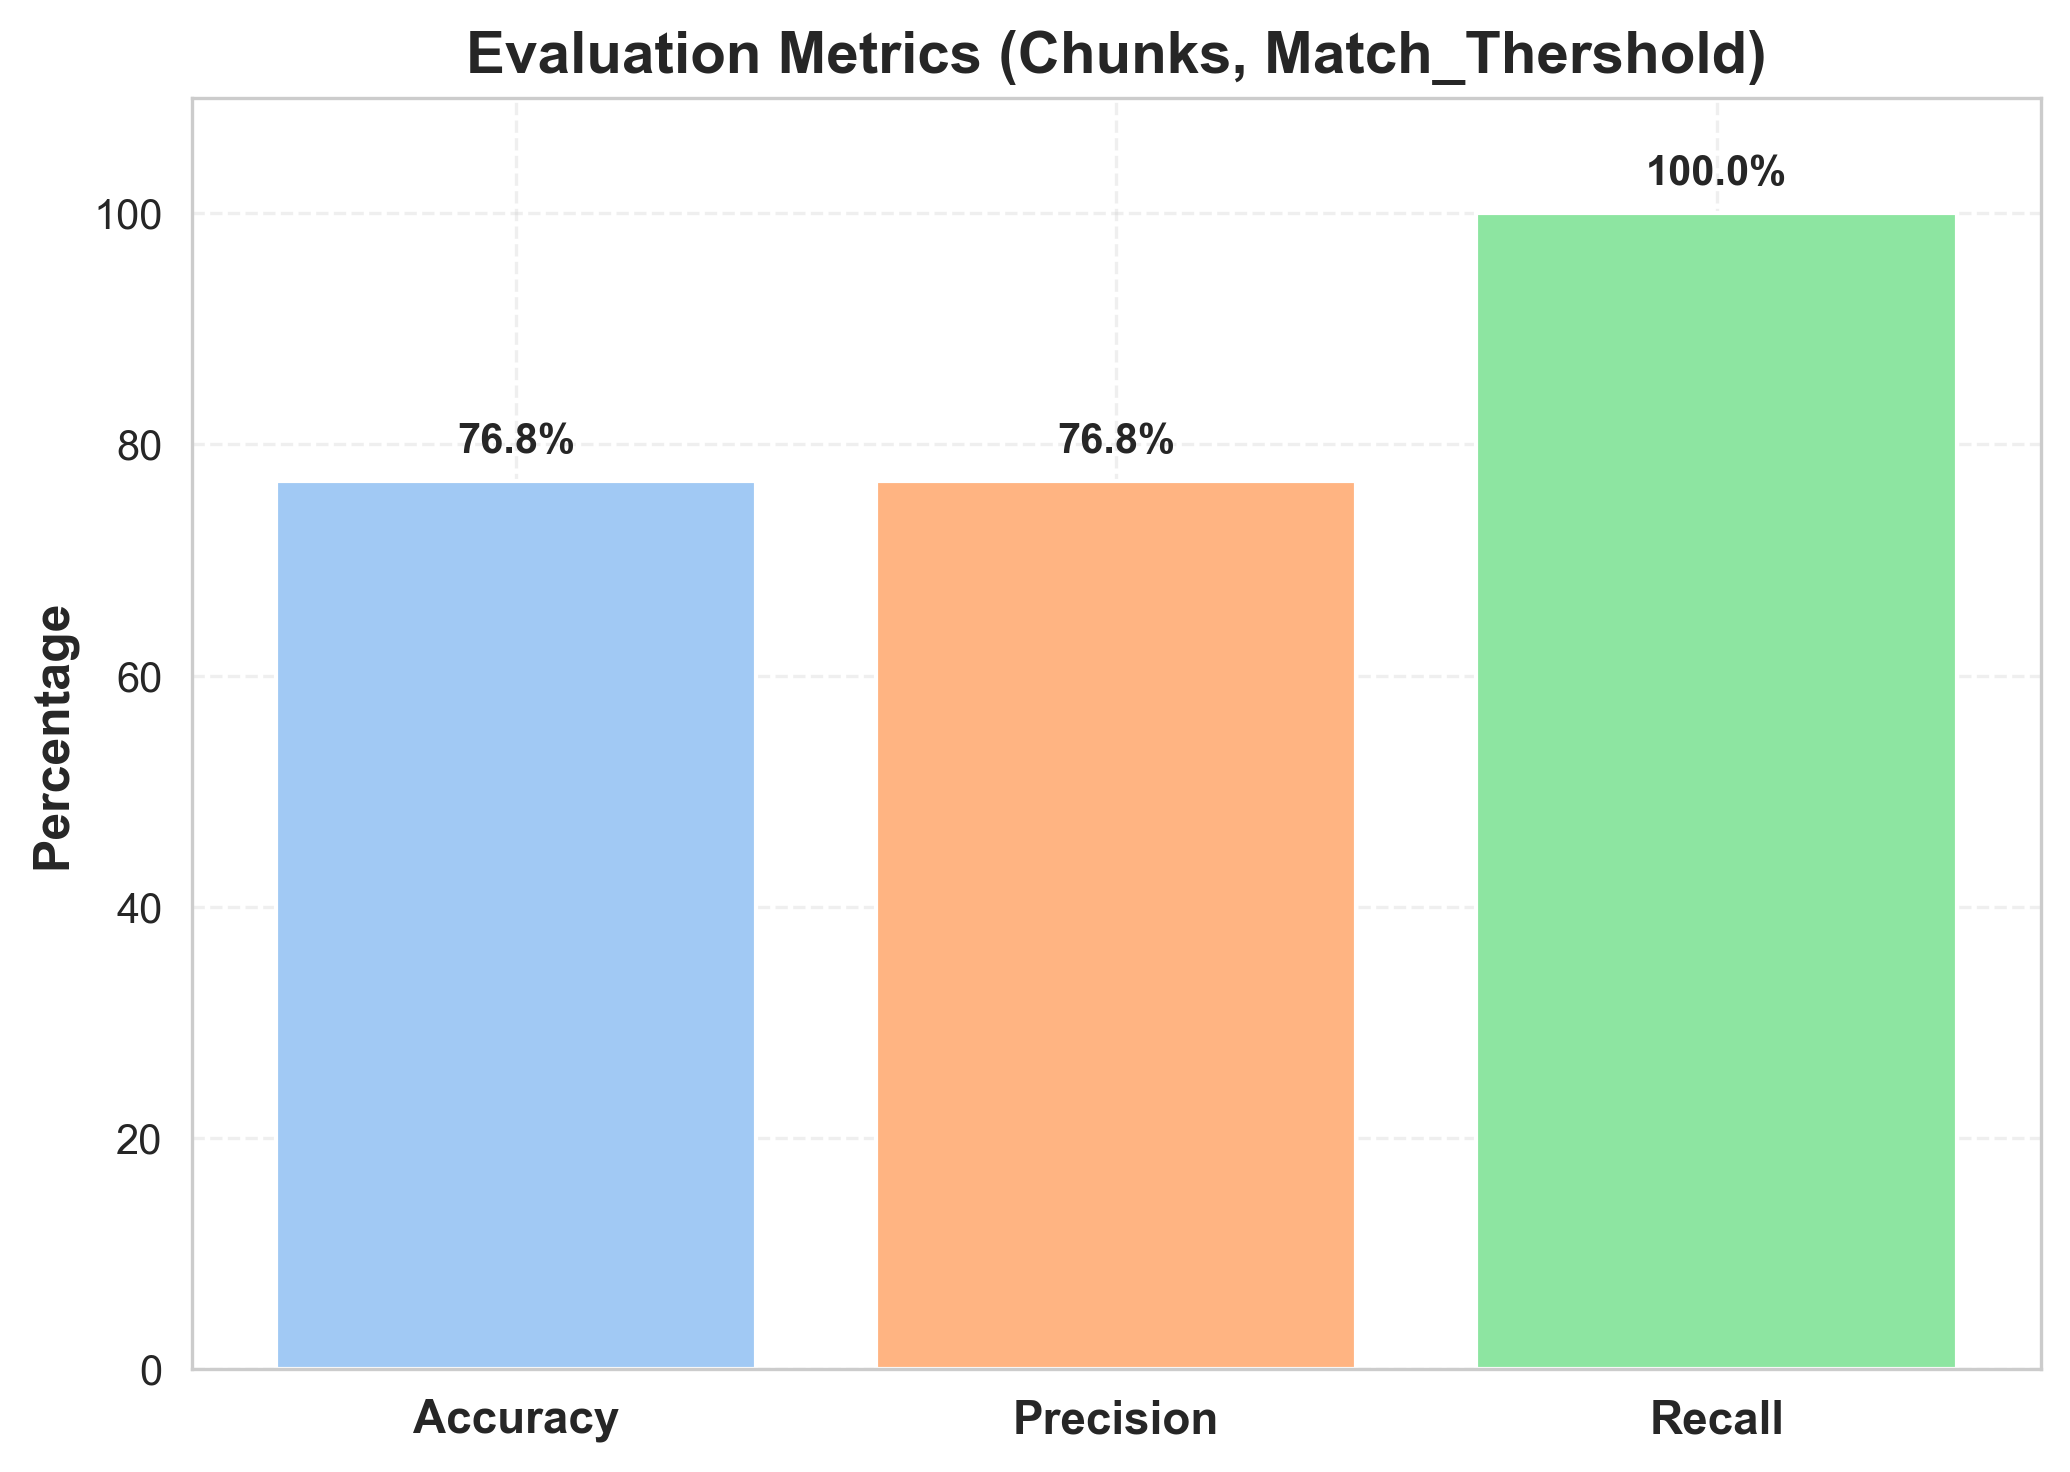 Evaluation Metrics (Chunks, Match_Thershold)
100.0%
100
76.8% 76.8%
80
60
Percentage
40
20
0
Accuracy Precision Recall